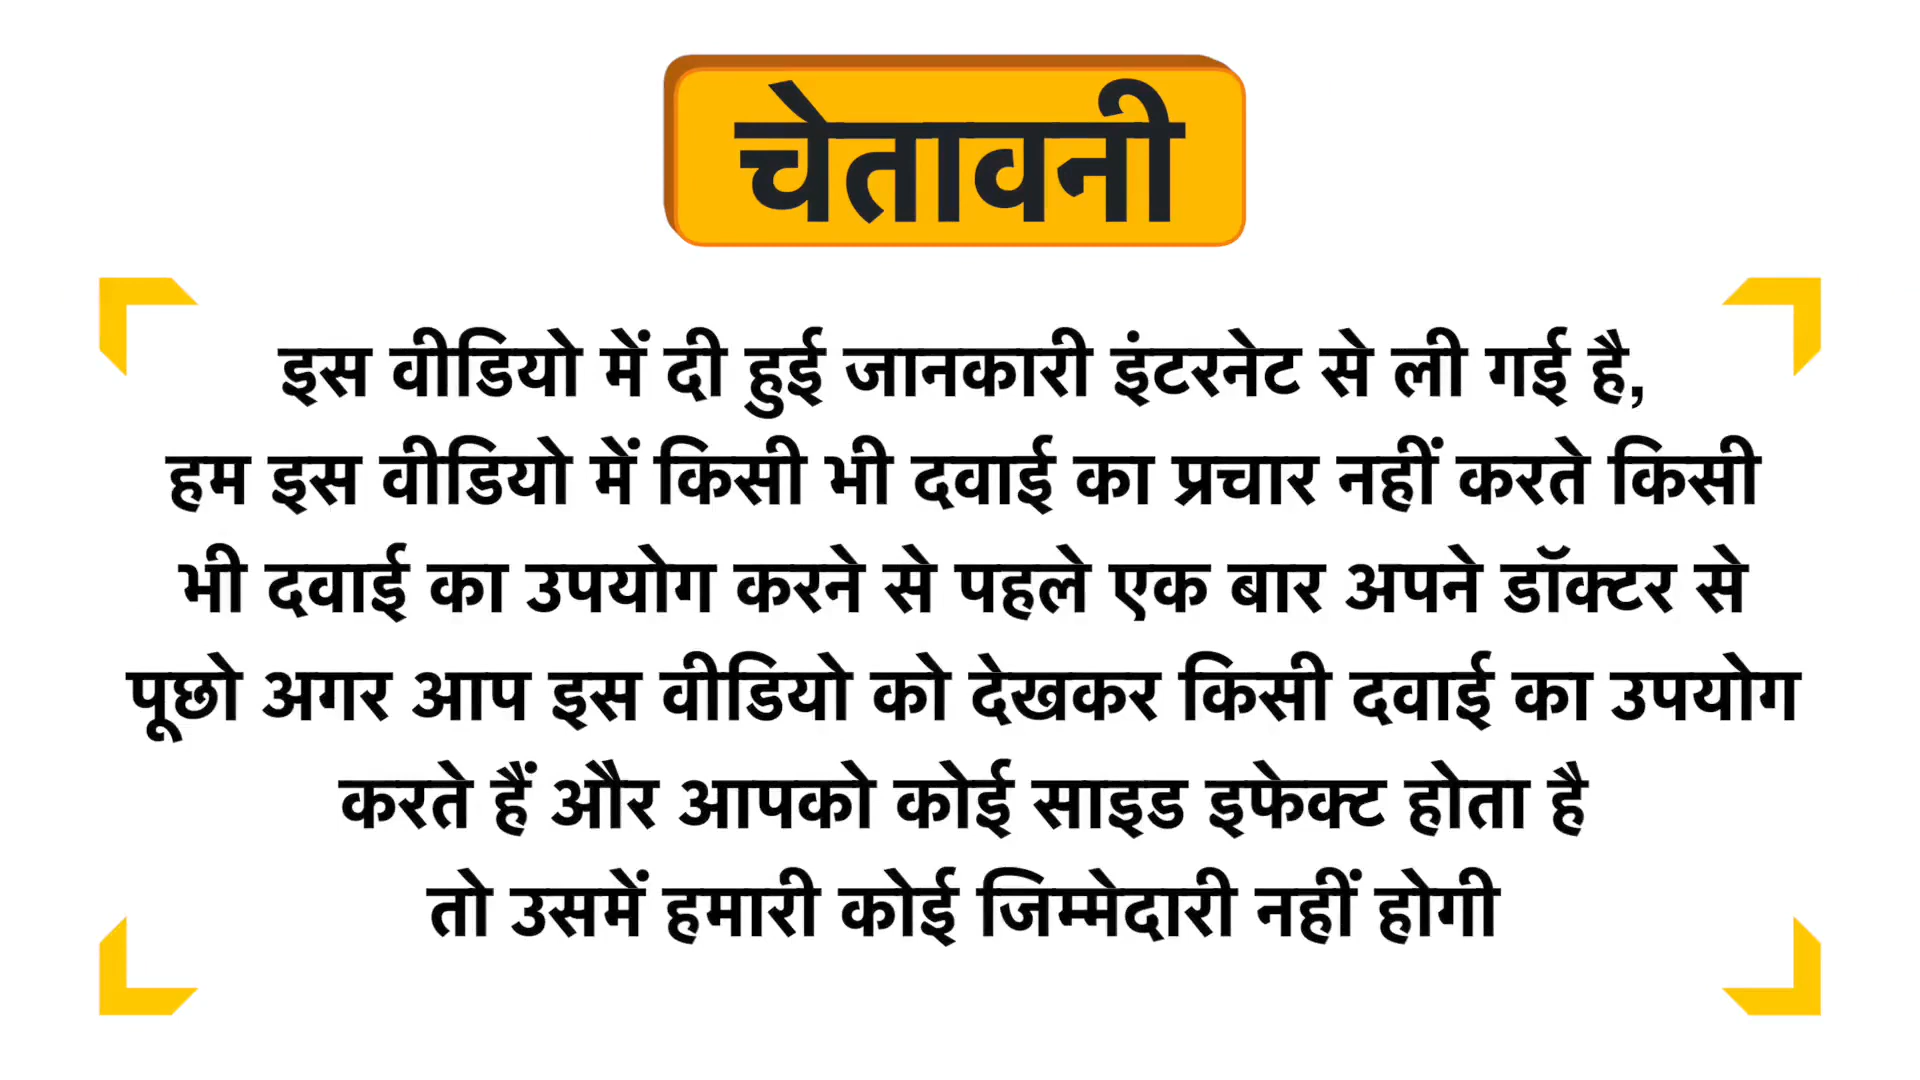 चेतावनी
इस वीडियो में दी हुई जानकारी इंटरनेट से ली गई है,
हम इस वीडियो में किसी भी दवाई का प्रचार नहीं करते किसी
भी दवाई का उपयोग करने से पहले एक बार अपने डॉक्टर से
पूछो अगर आप इस वीडियो को देखकर किसी दवाई का उपयोग
करते हैं और आपको कोई साइड इफेक्ट होता है
तो उसमें हमारी कोई जिम्मेदारी नहीं होगी